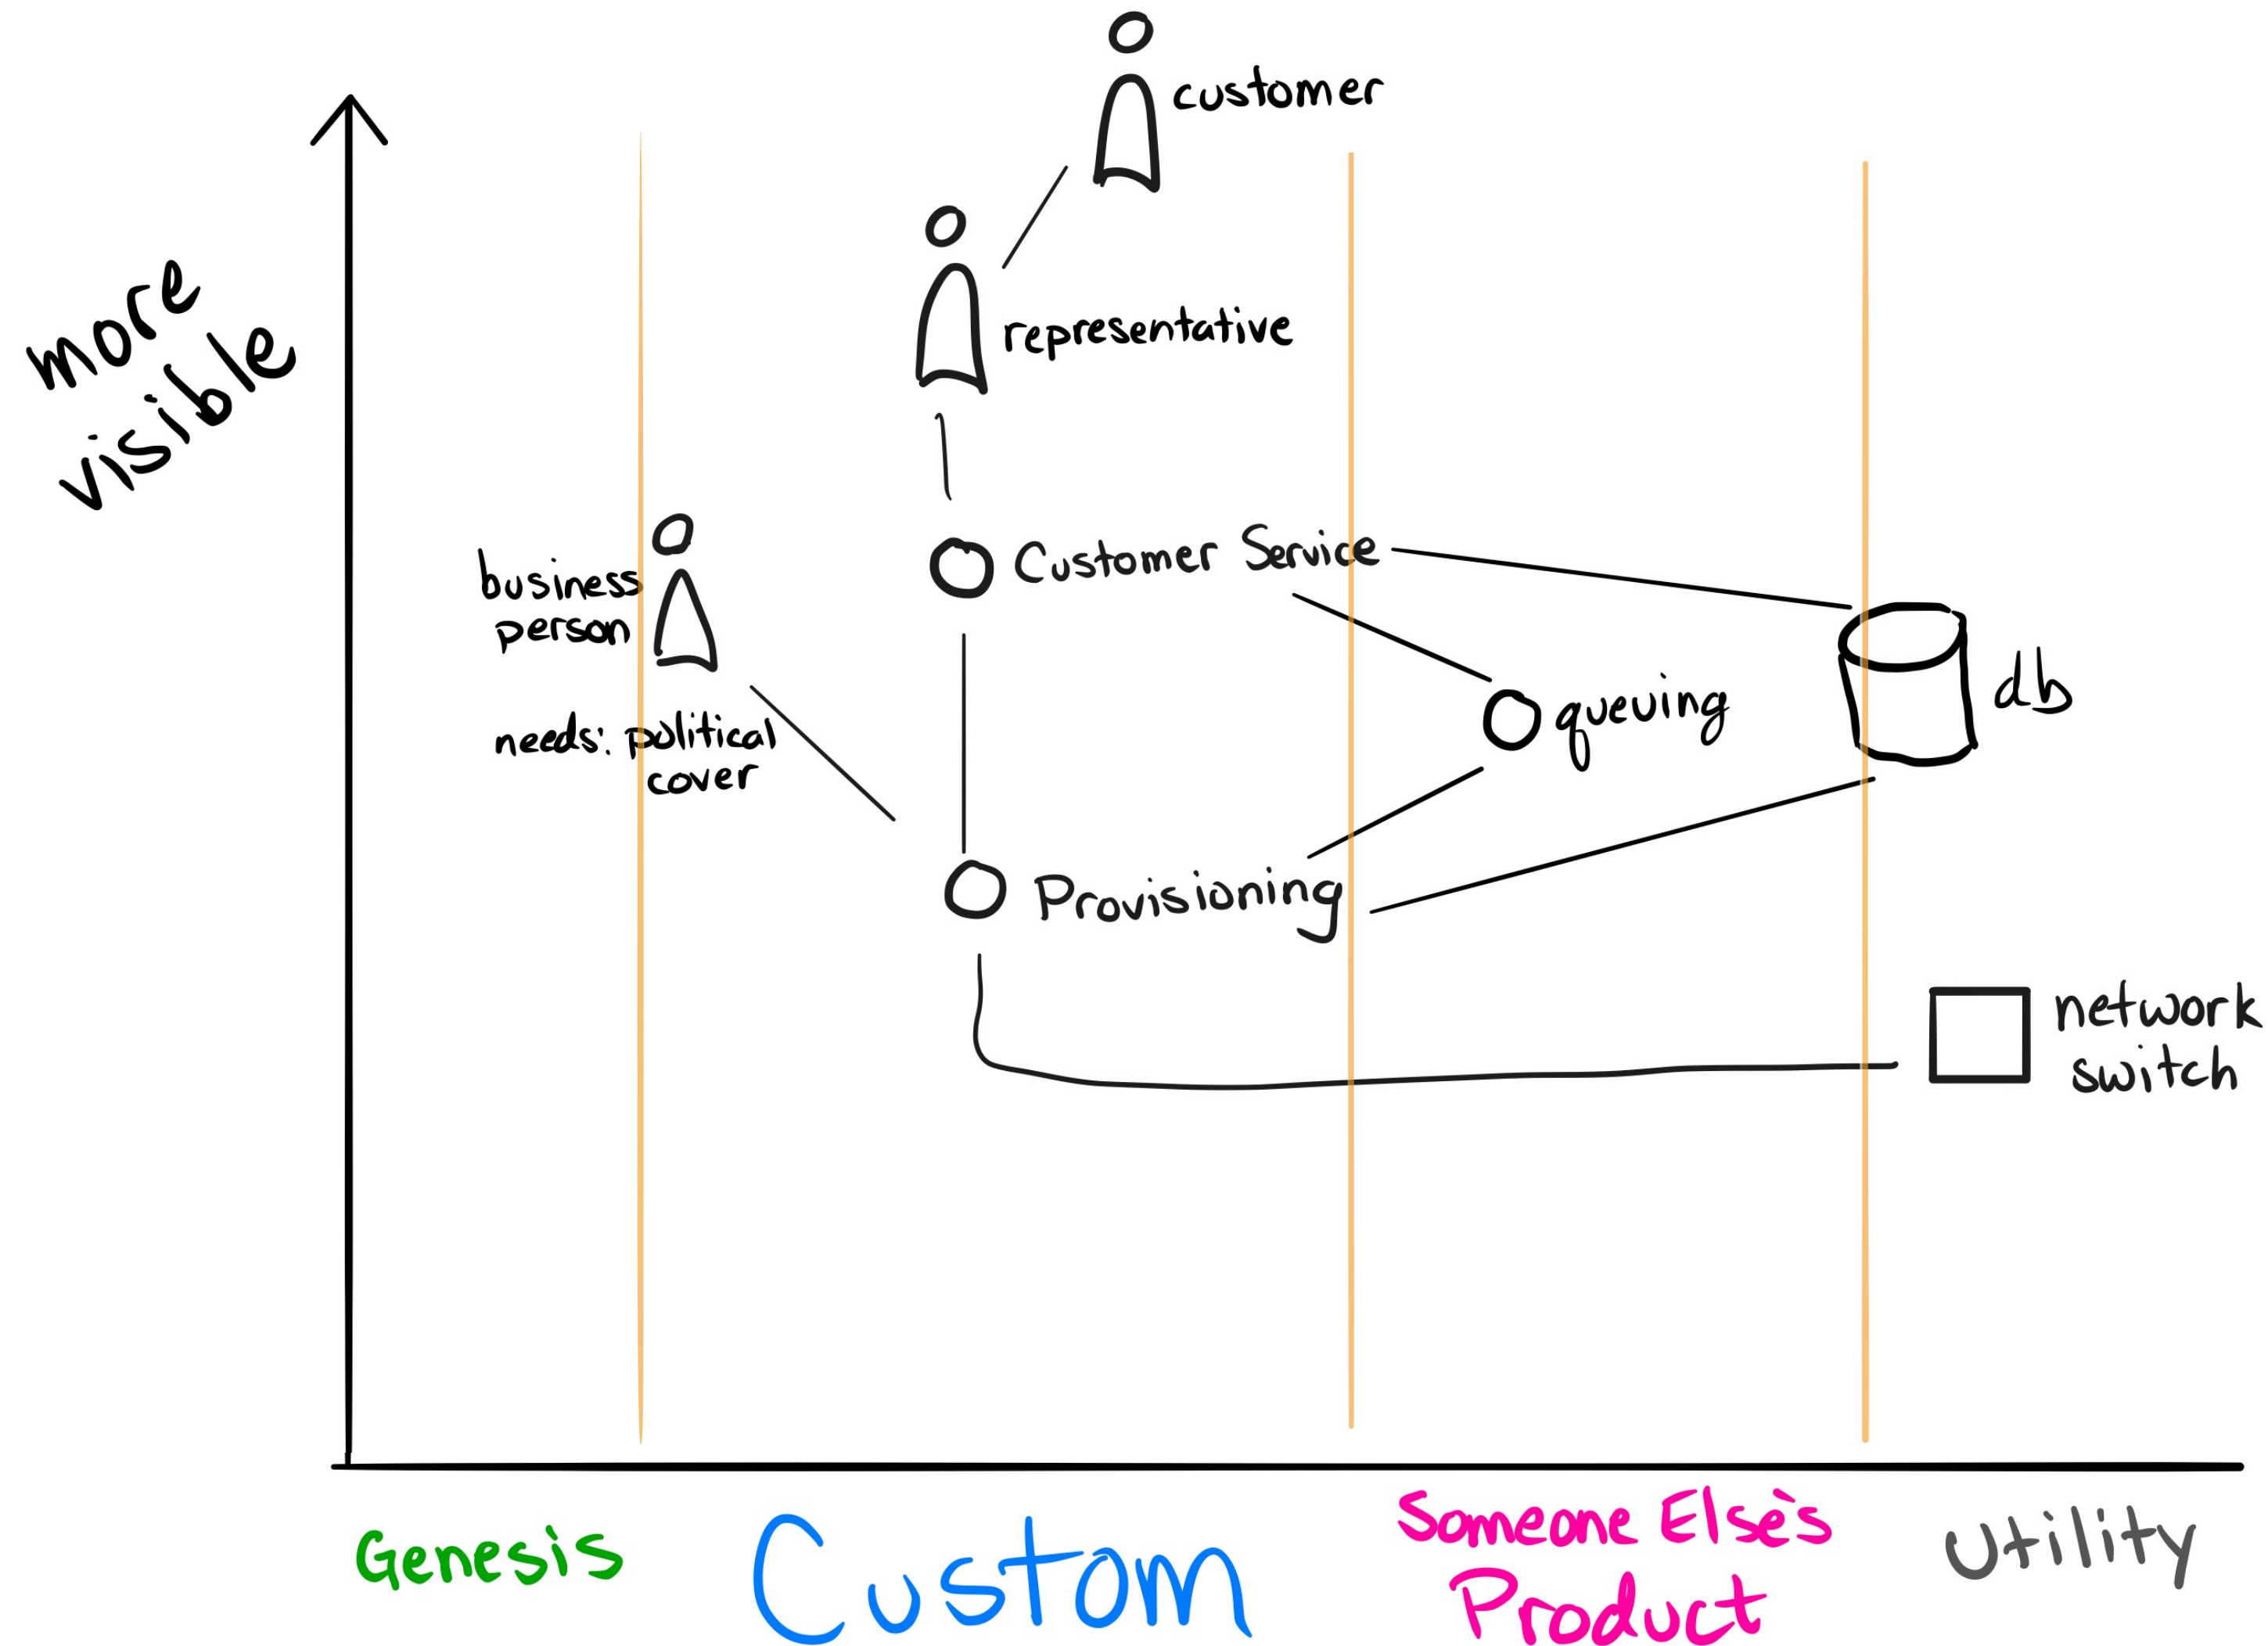 customer
more
visible
representative
Customer Service
business
person
needs: political
cover
queuing
db
Provisioning
network
switch
Genesis
Custom
Someone Else's
Product
Utility